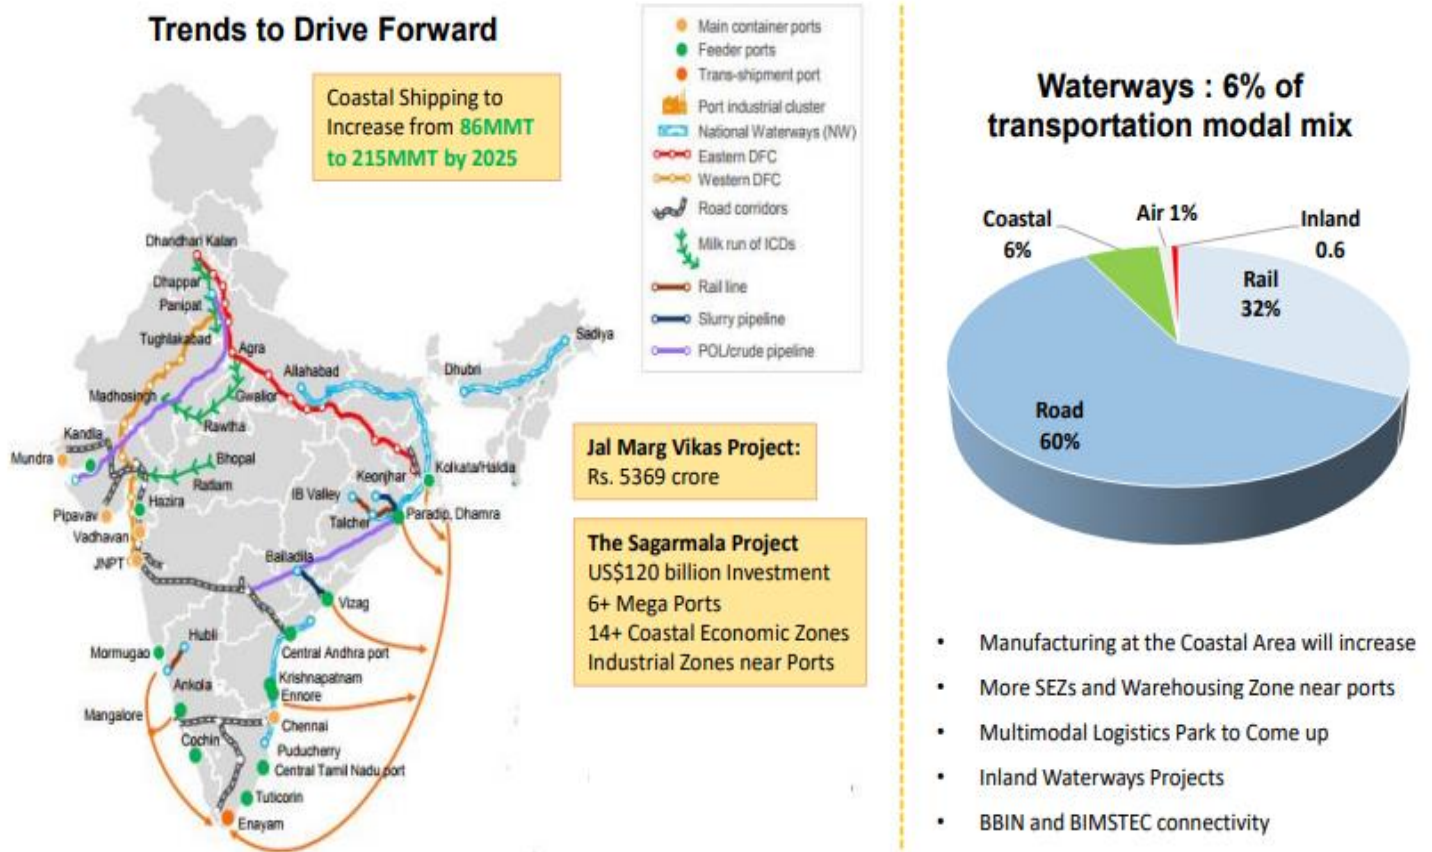 Trends to Drive Forward
Coastal Shipping to
Increase from 86MMT
to 215MMT by 2025
Main container ports
Feeder ports
Trans-shipment port
Port industrial cluster
National Waterways (NW)
Eastern DFC
Western DFC
Road corridors
Milk run of ICDs
Rail line
Slurry pipeline
POL/crude pipeline
Dhandhari Kalan
Dhappar
Panipat
Tughlakabad
Agra
Allahabad
Dhubri
Sadiya
Madhosingh
Gwalior
Rawtha
Kandla
Mundra
Bhopal
Ratlam
Hazira
Pipavav
Vadhavan
JNPT
Keonjhar
Kolkata/Haldia
IB Valley
Talcher
Paradip, Dhamra
Bailadila
Vizag
Hubli
Mormugao
Central Andhra port
Ankola
Krishnapatnam
Ennore
Mangalore
Chennai
Cochin
Puducherry
Central Tamil Nadu port
Tuticorin
Enayam
Jal Marg Vikas Project:
Rs. 5369 crore
The Sagarmala Project
US$120 billion Investment
6+ Mega Ports
14+ Coastal Economic Zones
Industrial Zones near Ports
Waterways : 6% of
transportation modal mix
Coastal
6%
Air 1%
Inland
0.6
Rail
32%
Road
60%
• Manufacturing at the Coastal Area will increase
• More SEZs and Warehousing Zone near ports
• Multimodal Logistics Park to Come up
• Inland Waterways Projects
• BBIN and BIMSTEC connectivity